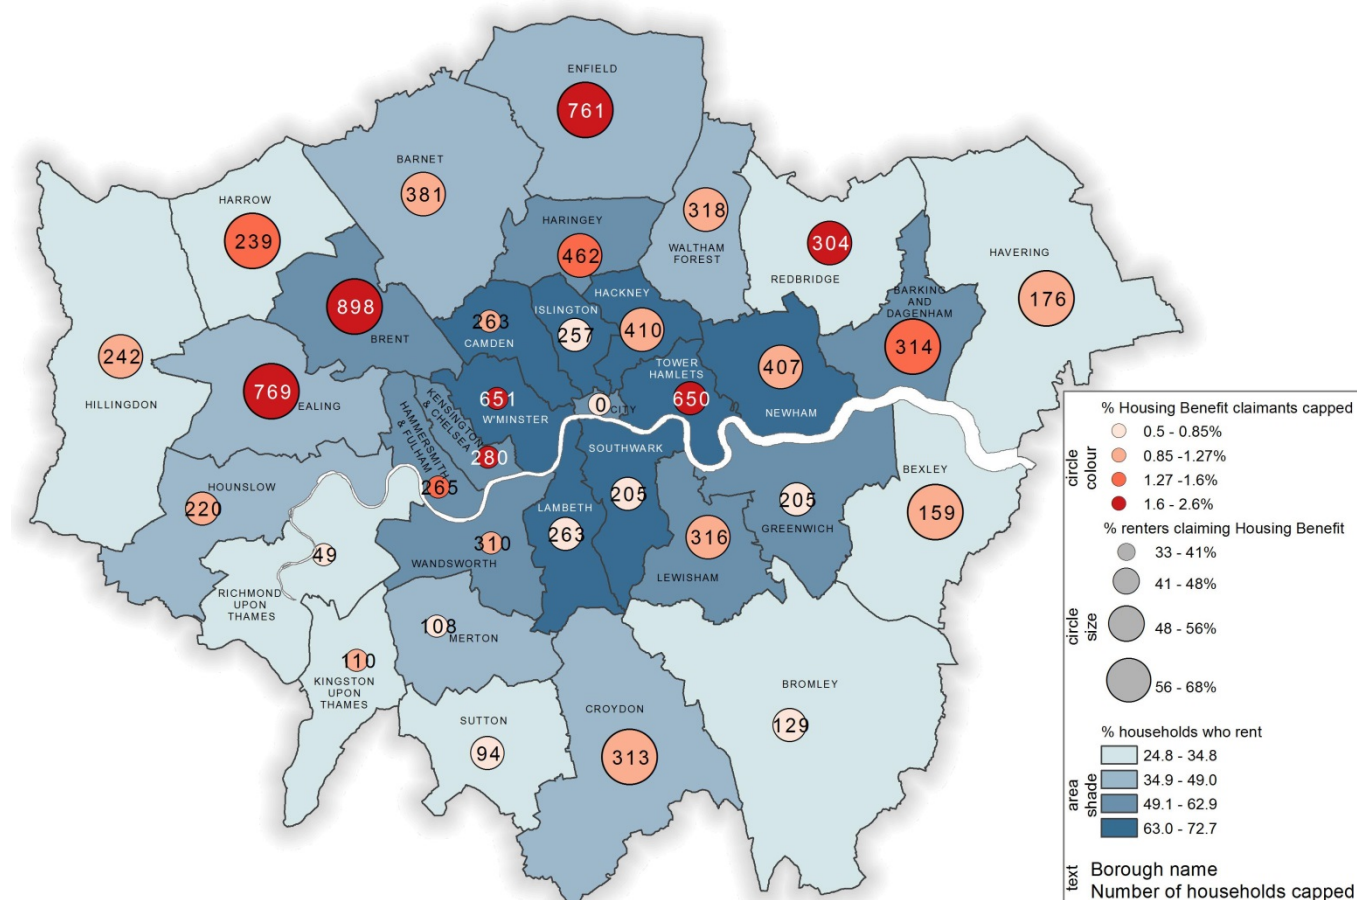 ENFIELD
761
BARNET
381
HARROW
239
HARINGEY
462
318
WALTHAM
FOREST
304
REDBRIDGE
HAVERING
176
BARKING
AND
DAGENHAM
314
898
BRENT
263
CAMDEN
ISLINGTON
257
HACKNEY
410
242
HILLINGDON
769
EALING
651
W'MINSTER
TOWER
HAMLETS
650
407
NEWHAM
0
CITY
KENSINGTON
& CHELSEA
280
HAMMERSMITH
& FULHAM
265
HOUNSLOW
220
SOUTHWARK
205
LAMBETH
263
205
GREENWICH
BEXLEY
159
310
WANDSWORTH
316
LEWISHAM
49
RICHMOND
UPON
THAMES
108
MERTON
110
KINGSTON
UPON
THAMES
SUTTON
94
CROYDON
313
BROMLEY
129
% Housing Benefit claimants capped
circle
colour
0.5 - 0.85%
0.85 -1.27%
1.27 -1.6%
1.6 - 2.6%
% renters claiming Housing Benefit
circle
size
33 - 41%
41 - 48%
48 - 56%
56 - 68%
% households who rent
area
shade
24.8 - 34.8
34.9 - 49.0
49.1 - 62.9
63.0 - 72.7
text
Borough name
Number of households capped